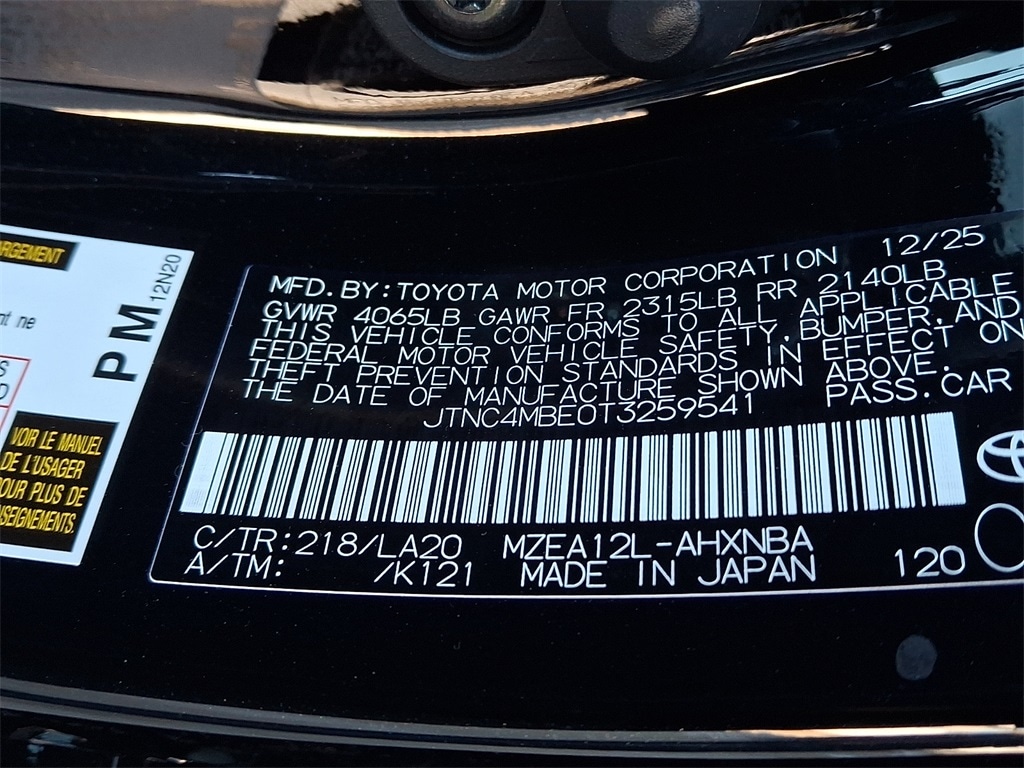 ARGEMENT
nt ne
S
D
PM 12N20
VOIR LE MANUEL
DE L'USAGER
POUR PLUS DE
SEIGNEMENTS.
MFD.BY:TOYOTA MOTOR CORPORATION 12/25
GVWR 4065LB GAWR FR 2315LB RR 2140LB
THIS VEHICLE CONFORMS TO ALL APPLICABLE
FEDERAL MOTOR VEHICLE SAFETY,BUMPER,AND
THEFT PREVENTION STANDARDS IN EFFECT ON
THE DATE OF MANUFACTURE SHOWN ABOVE.
JTNC4MBE0T3259541 PASS.CAR
C/TR:218/LA20 MZEA12L-AHXNBA
A/TM: /K121 MADE IN JAPAN 120